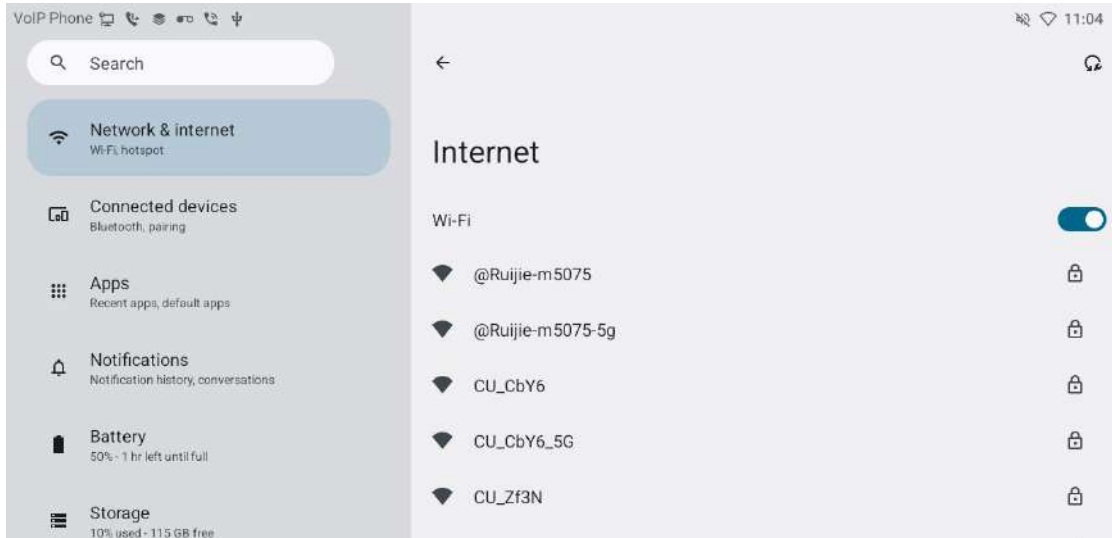 VoIP Phone 11:04
Search
Network & internet
Wi-Fi, hotspot
Connected devices
Bluetooth, pairing
Apps
Recent apps, default apps
Notifications
Notification history, conversations
Battery
50% - 1 hr left until full
Storage
10% used - 115 GB free
Internet
Wi-Fi
@Ruijie-m5075
@Ruijie-m5075-5g
CU_CbY6
CU_CbY6_5G
CU_Zf3N